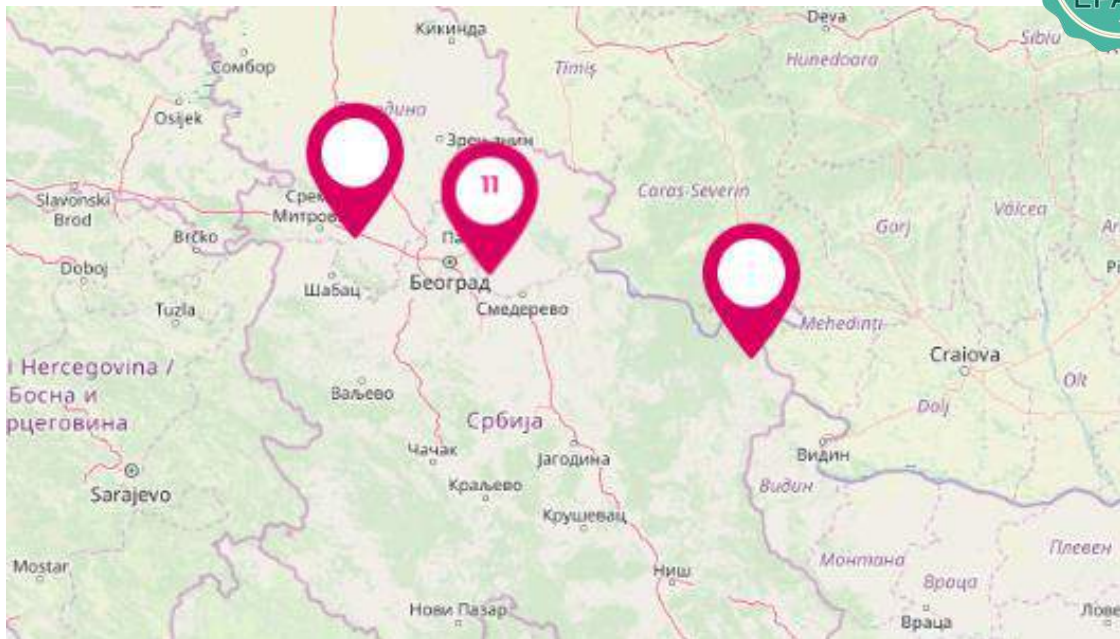 Deva
Кикинда
Sibiu
Сомбор
Timiș
Hunedoara
Osijek
Caraș-Severin
Slavonski
Brod
11
Vâlcea
Gorj
Brčko
Doboj
Београд
Шабац
Смедерево
Tuzla
Mehedinți
Craiova
i Hercegovina /
Босна и
рцеговина
Ваљево
Olt
Dolj
Србија
Чачак
Јагодина
Видин
Sarajevo
Краљево
Видин
Крушевац
Mostar
Ниш
Монтана
Плевен
Враца
Нови Пазар
Враца